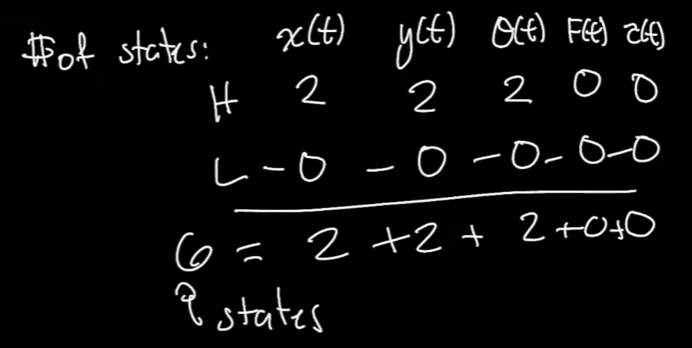 # of states: x(t) y(t) θ(t) F(t) τ(t)
H 2 2 2 0 0
L - 0 - 0 - 0 - 0 - 0
6 = 2 + 2 + 2 + 0 + 0
states